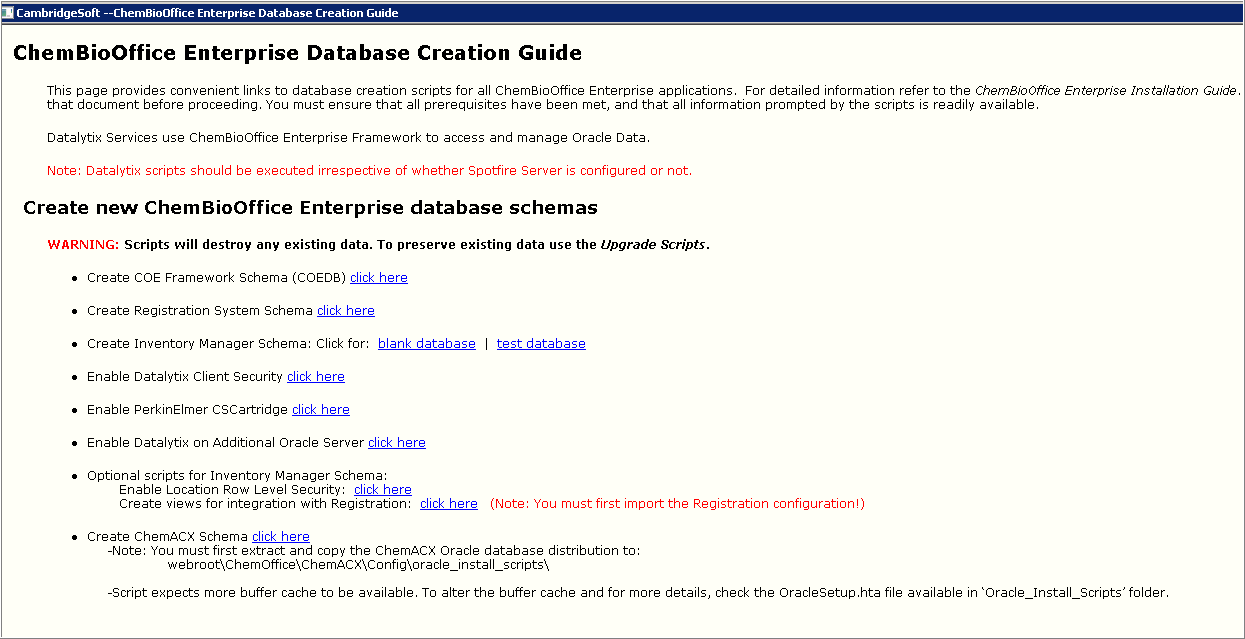 CambridgeSoft --ChemBioOffice Enterprise Database Creation Guide
ChemBioOffice Enterprise Database Creation Guide
This page provides convenient links to database creation scripts for all ChemBioOffice Enterprise applications. For detailed information refer to the ChemBioOffice Enterprise Installation Guide.
that document before proceeding. You must ensure that all prerequisites have been met, and that all information prompted by the scripts is readily available.
Datalytix Services use ChemBioOffice Enterprise Framework to access and manage Oracle Data.
Note: Datalytix scripts should be executed irrespective of whether Spotfire Server is configured or not.
Create new ChemBioOffice Enterprise database schemas
WARNING: Scripts will destroy any existing data. To preserve existing data use the Upgrade Scripts.
• Create COE Framework Schema (COEDB) click here
• Create Registration System Schema click here
• Create Inventory Manager Schema: Click for: blank database | test database
• Enable Datalytix Client Security click here
• Enable PerkinElmer CSCartridge click here
• Enable Datalytix on Additional Oracle Server click here
• Optional scripts for Inventory Manager Schema:
Enable Location Row Level Security: click here
Create views for integration with Registration: click here (Note: You must first import the Registration configuration!)
• Create ChemACX Schema click here
-Note: You must first extract and copy the ChemACX Oracle database distribution to:
webroot\ChemOffice\ChemACX\Config\oracle_install_scripts\
-Script expects more buffer cache to be available. To alter the buffer cache and for more details, check the OracleSetup.hta file available in ‘Oracle_Install_Scripts’ folder.